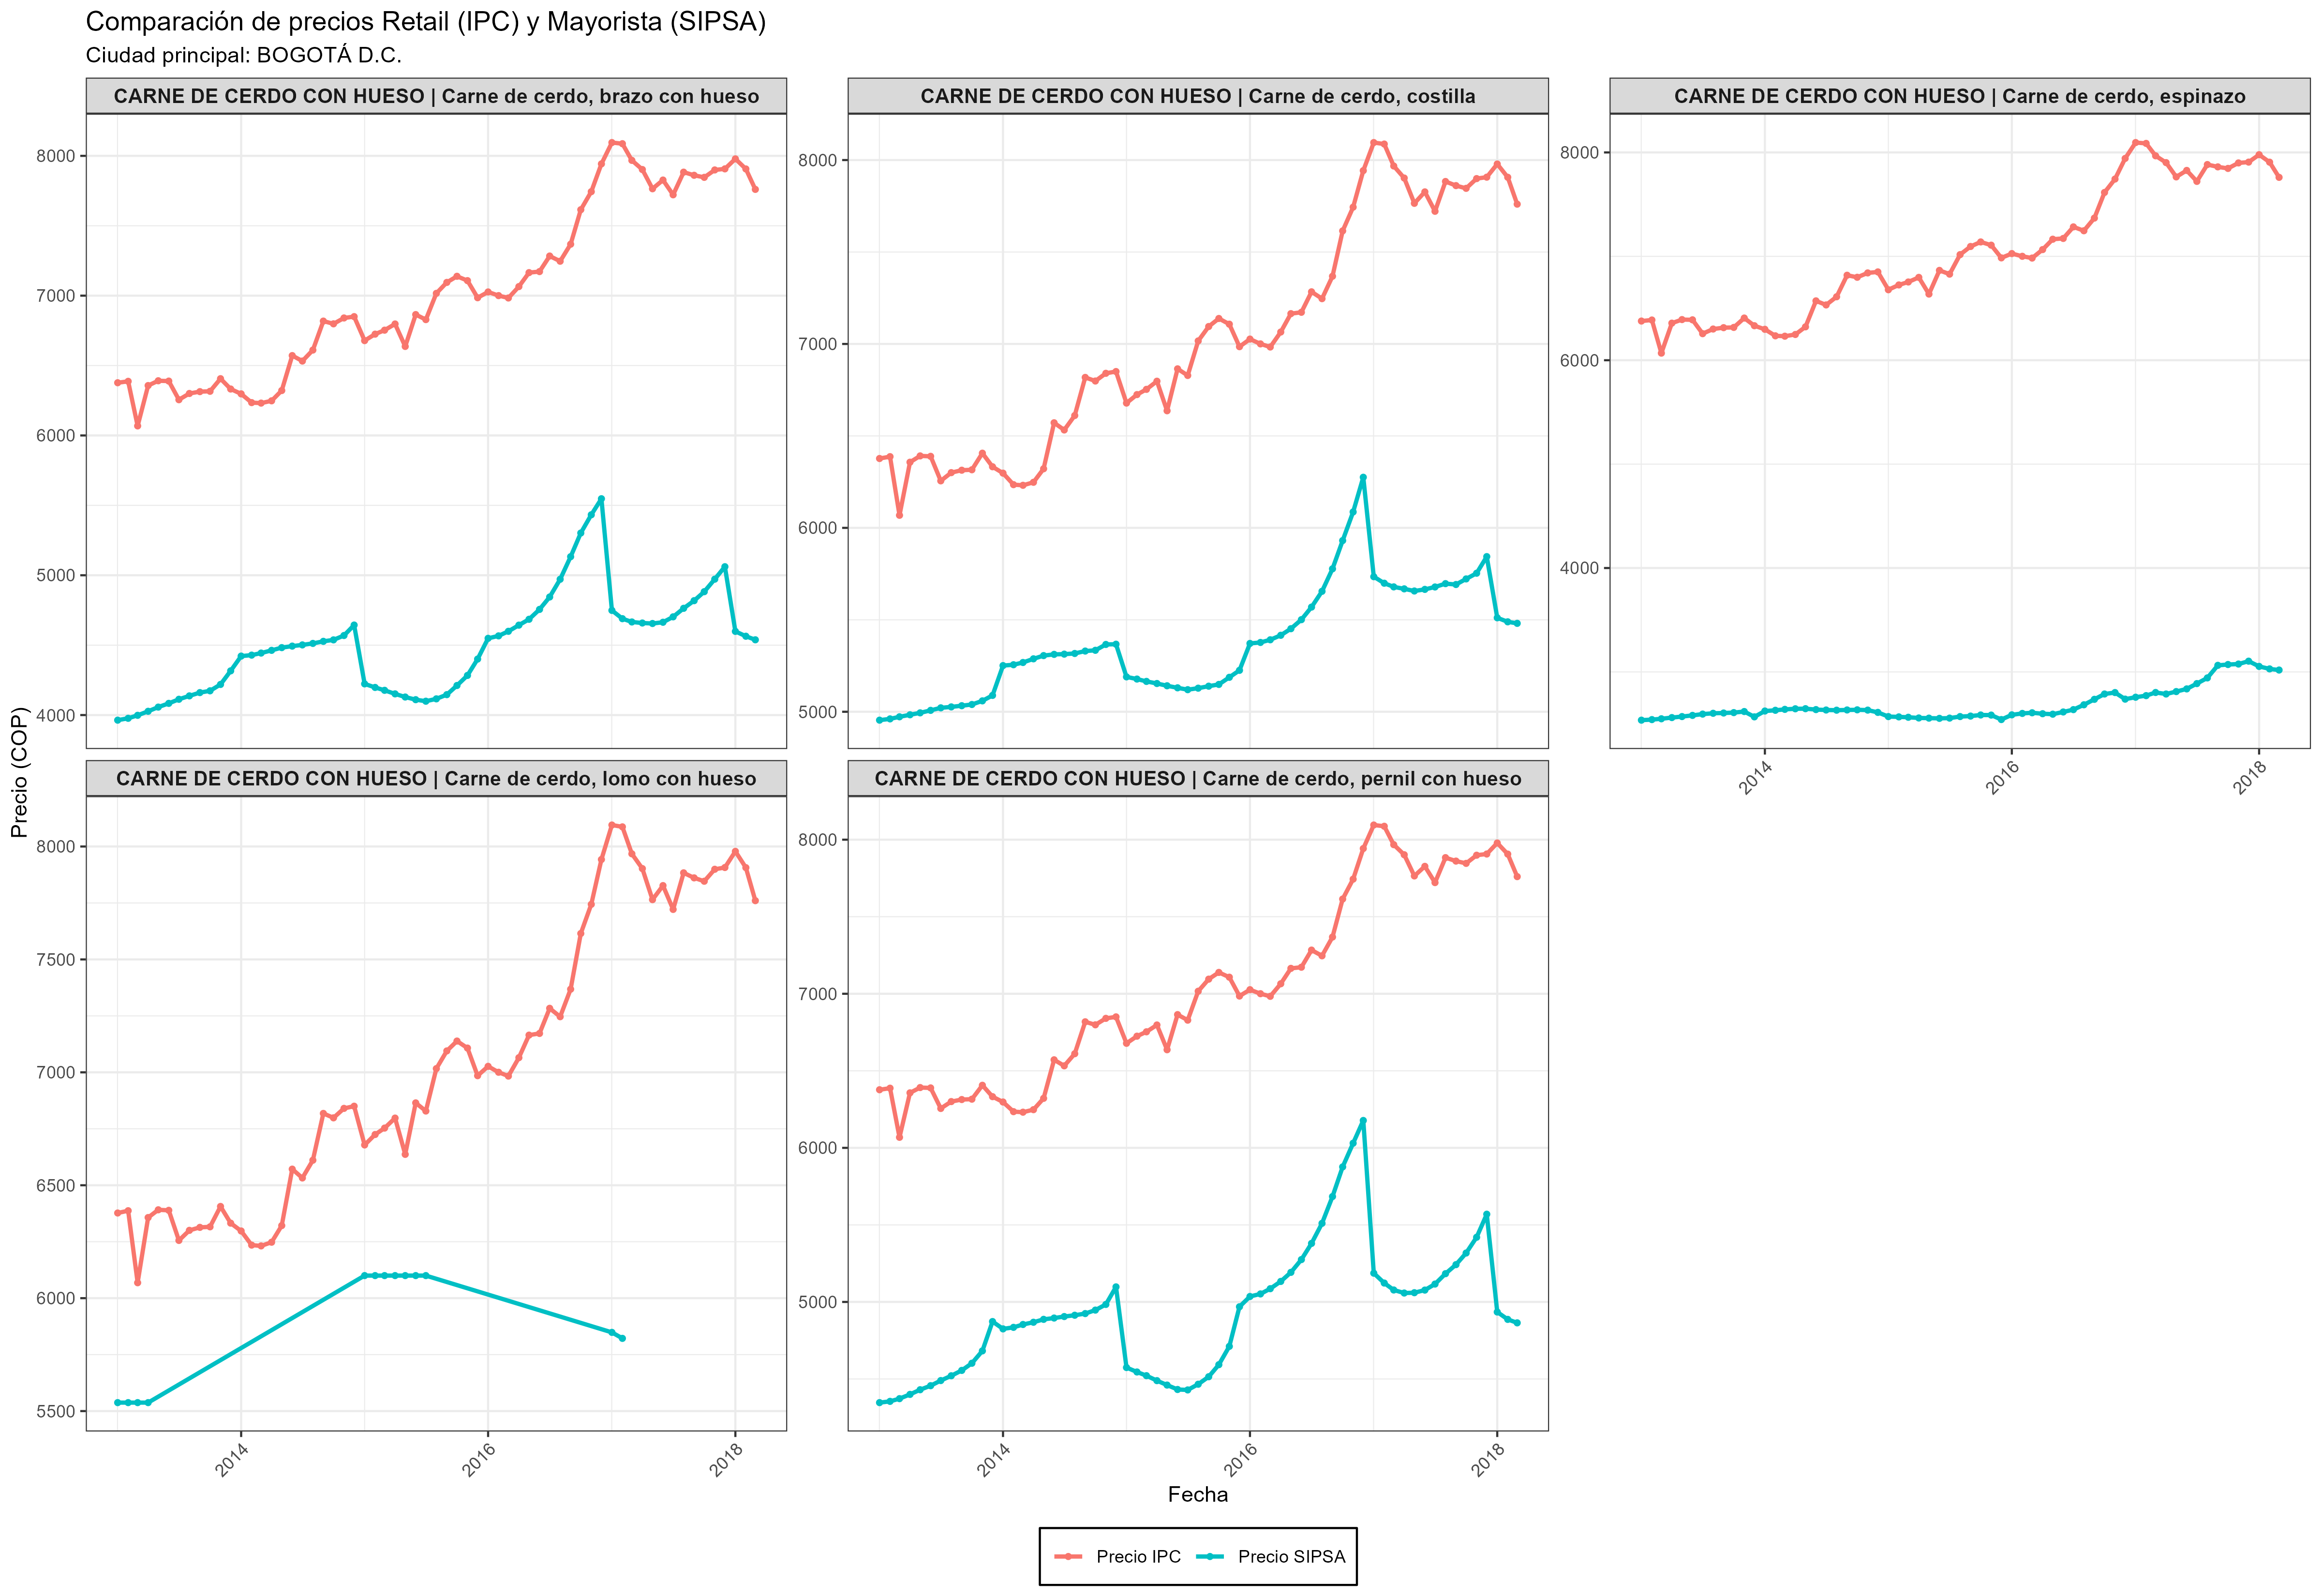 Comparación de precios Retail (IPC) y Mayorista (SIPSA)
Ciudad principal: BOGOTÁ D.C.
CARNE DE CERDO CON HUESO | Carne de cerdo, brazo con hueso
8000
7000
6000
5000
4000
CARNE DE CERDO CON HUESO | Carne de cerdo, costilla
8000
7000
6000
5000
CARNE DE CERDO CON HUESO | Carne de cerdo, espinazo
8000
6000
4000
2014
2016
2018
Precio (COP)
CARNE DE CERDO CON HUESO | Carne de cerdo, lomo con hueso
8000
7500
7000
6500
6000
5500
2014
2016
2018
CARNE DE CERDO CON HUESO | Carne de cerdo, pernil con hueso
8000
7000
6000
5000
2014
2016
2018
Fecha
Precio IPC
Precio SIPSA